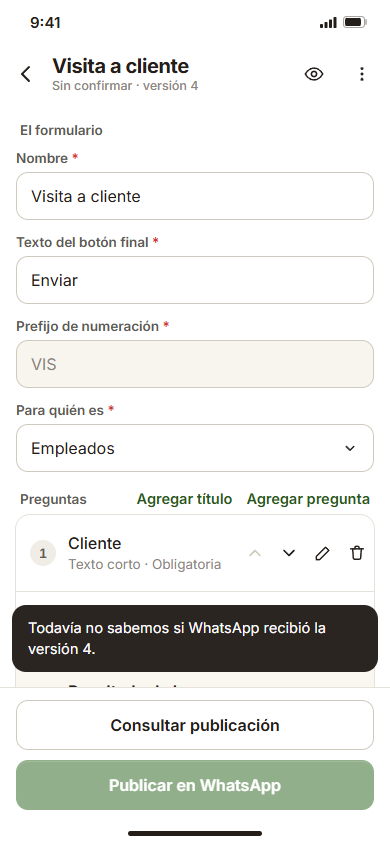 9:41
Visita a cliente
Sin confirmar · versión 4
El formulario
Nombre *
Visita a cliente
Texto del botón final *
Enviar
Prefijo de numeración *
VIS
Para quién es *
Empleados
Preguntas Agregar título Agregar pregunta
1 Cliente
Texto corto · Obligatoria
Todavía no sabemos si WhatsApp recibió la
versión 4.
Consultar publicación
Publicar en WhatsApp